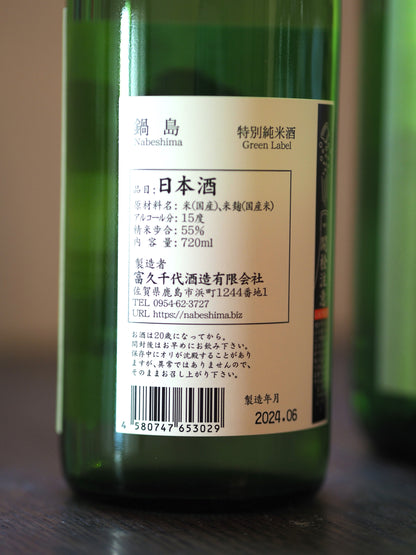 鍋島
Nabeshima
特別純米酒
Green Label
品目:日本酒
原材料名:米(国産)、米麹(国産米)
アルコール分:15度
精米歩合:55%
内容量:720ml
製造者
富久千代酒造有限会社
佐賀県鹿島市浜町1244番地1
TEL 0954-62-3727
URL https://nabeshima.biz
お酒は20歳になってから。
開封後はお早めにお飲み下さい。
保存中にオリが沈殿することがあり
ますが、異常ではありませんので、
そのままお召し上がり下さい。
4 580747 653029
製造年月
2024.06
開栓注意